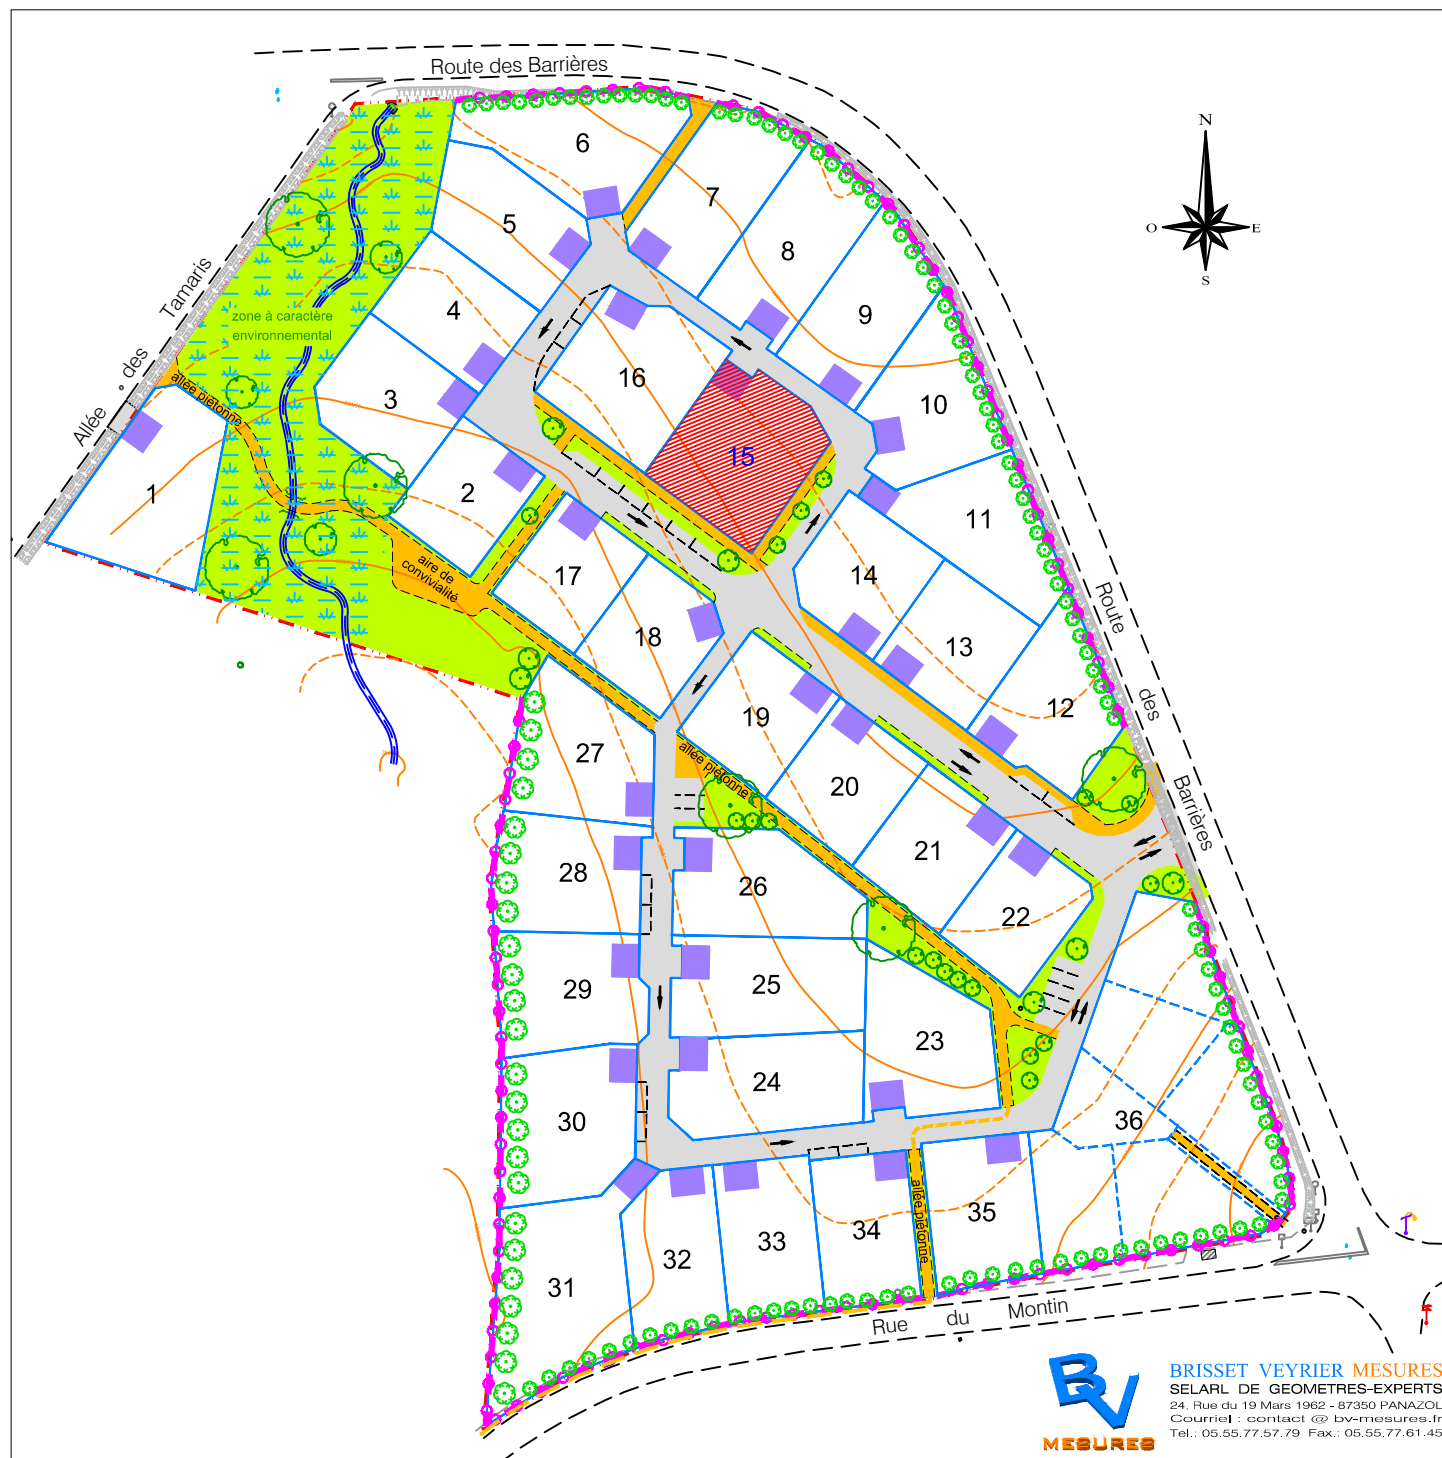 Route des Barrières
N
O
E
S
Allée des Tamaris
zone à caractère
environnemental
allée piétonne
aire de
convivialité
allée piétonne
allée piétonne
Route des Barrières
Rue du Montin
1
2
3
4
5
6
7
8
9
10
11
12
13
14
15
16
17
18
19
20
21
22
23
24
25
26
27
28
29
30
31
32
33
34
35
36
BV
MESURES
BRISSET VEYRIER MESURES
SELARL DE GEOMETRES-EXPERTS
24, Rue du 19 Mars 1962 - 87350 PANAZOL
Courriel : contact @ bv-mesures.fr
Tel.: 05.55.77.57.79 Fax.: 05.55.77.61.45